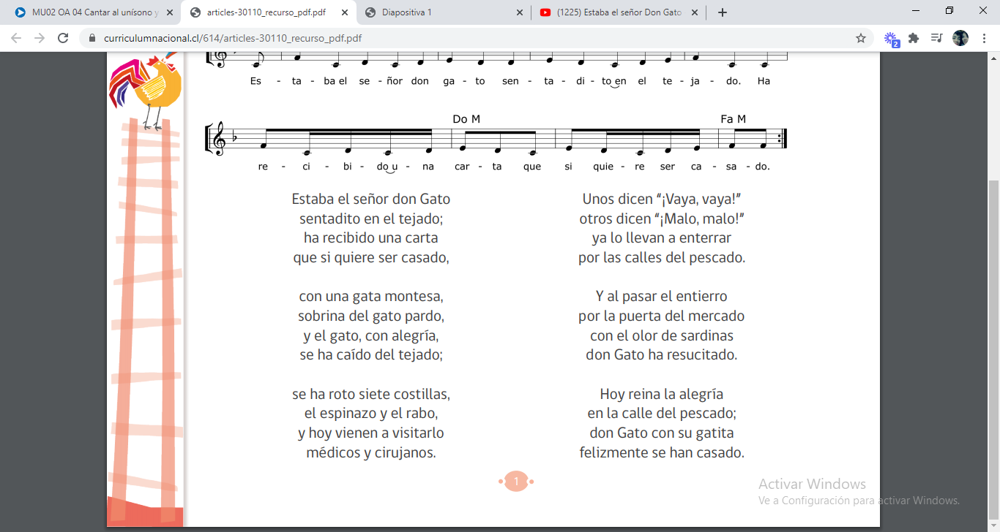 MU02 OA 04 Cantar al unísono y
articles-30110_recurso_pdf.pdf
Diapositiva 1
(1225) Estaba el señor Don Gato
curriculumnacional.cl/614/articles-30110_recurso_pdf.pdf
2
Es - ta - ba el se - ñor don ga - to sen - ta - di - to en el te - ja - do. Ha
Do M Fa M
re - ci - bi - do u - na car - ta que si quie - re ser ca - sa - do.
Estaba el señor don Gato
sentadito en el tejado;
ha recibido una carta
que si quiere ser casado,
con una gata montesa,
sobrina del gato pardo,
y el gato, con alegría,
se ha caído del tejado;
se ha roto siete costillas,
el espinazo y el rabo,
y hoy vienen a visitarlo
médicos y cirujanos.
Unos dicen “¡Vaya, vaya!”
otros dicen “¡Malo, malo!”
ya lo llevan a enterrar
por las calles del pescado.
Y al pasar el entierro
por la puerta del mercado
con el olor de sardinas
don Gato ha resucitado.
Hoy reina la alegría
en la calle del pescado;
don Gato con su gatita
felizmente se han casado.
1
Activar Windows
Ve a Configuración para activar Windows.